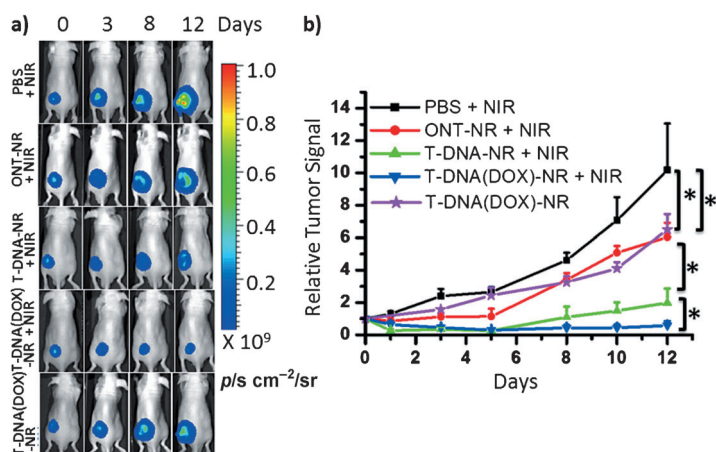 a)
0 3 8 12 Days
PBS
+ NIR
ONT-NR
+ NIR
T-DNA-NR
+ NIR
T-DNA(DOX)
-NR + NIR
T-DNA(DOX)
-NR
1.0
0.8
0.6
0.4
0.2
X 10⁹
p/s cm⁻²/sr
b)
Relative Tumor Signal
14
12
10
8
6
4
2
0
PBS + NIR
ONT-NR + NIR
T-DNA-NR + NIR
T-DNA(DOX)-NR + NIR
T-DNA(DOX)-NR
*
*
*
*
0 2 4 6 8 10 12
Days